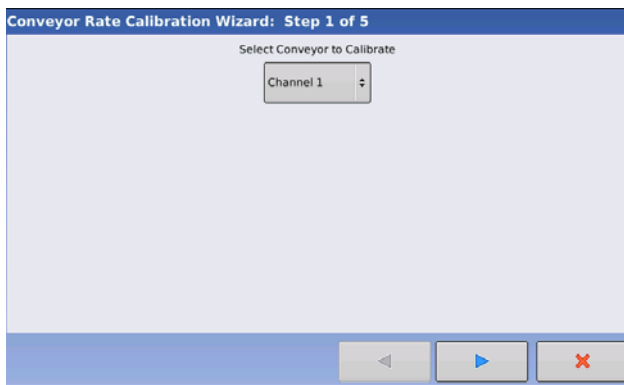 Conveyor Rate Calibration Wizard: Step 1 of 5
Select Conveyor to Calibrate
Channel 1